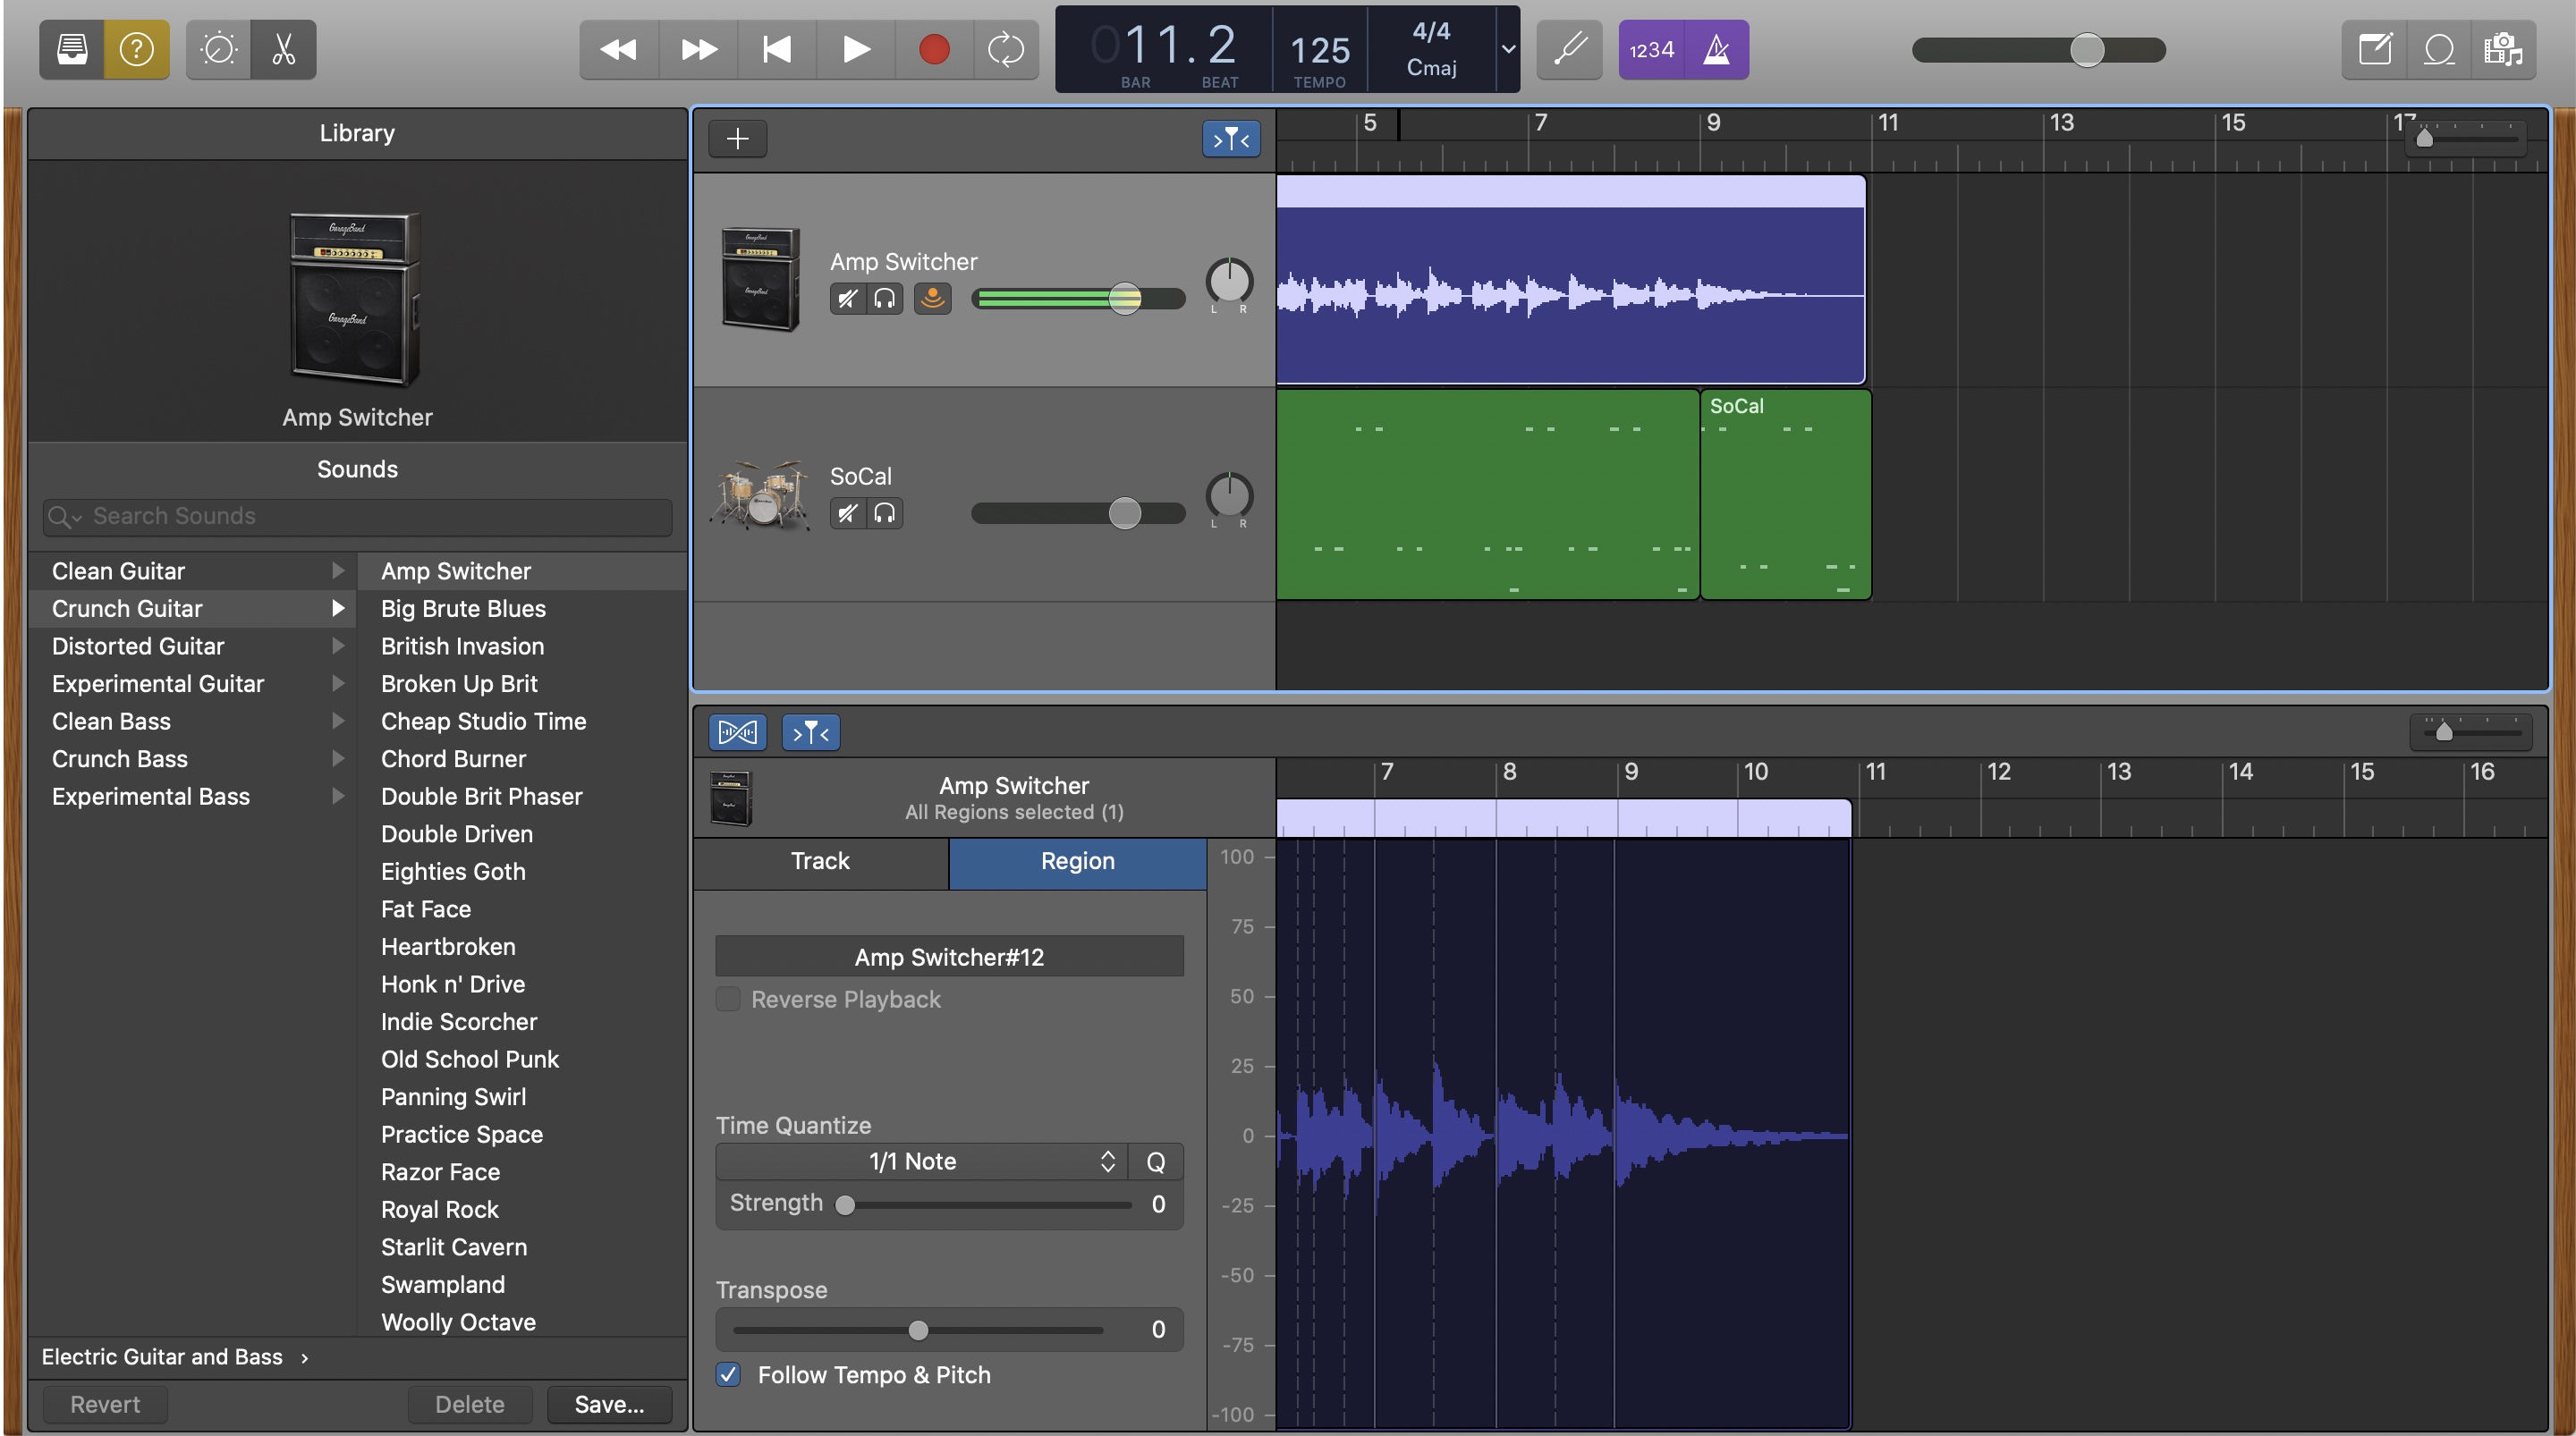 ?
011.2
BAR
BEAT
125
TEMPO
4/4
Cmaj
1234
Library
GarageBand
GarageBand
Amp Switcher
Sounds
Search Sounds
Clean Guitar
Crunch Guitar
Distorted Guitar
Experimental Guitar
Clean Bass
Crunch Bass
Experimental Bass
Amp Switcher
Big Brute Blues
British Invasion
Broken Up Brit
Cheap Studio Time
Chord Burner
Double Brit Phaser
Double Driven
Eighties Goth
Fat Face
Heartbroken
Honk n' Drive
Indie Scorcher
Old School Punk
Panning Swirl
Practice Space
Razor Face
Royal Rock
Starlit Cavern
Swampland
Woolly Octave
Electric Guitar and Bass
Revert
Delete
Save...
5 7 9 11 13 15 17
GarageBand
GarageBand
Amp Switcher
L R
SoCal
L R
SoCal
Amp Switcher
All Regions selected (1)
7 8 9 10 11 12 13 14 15 16
Track
Region
Amp Switcher#12
Reverse Playback
Time Quantize
1/1 Note
Q
Strength
0
Transpose
0
Follow Tempo & Pitch
100
75
50
25
0
-25
-50
-75
-100